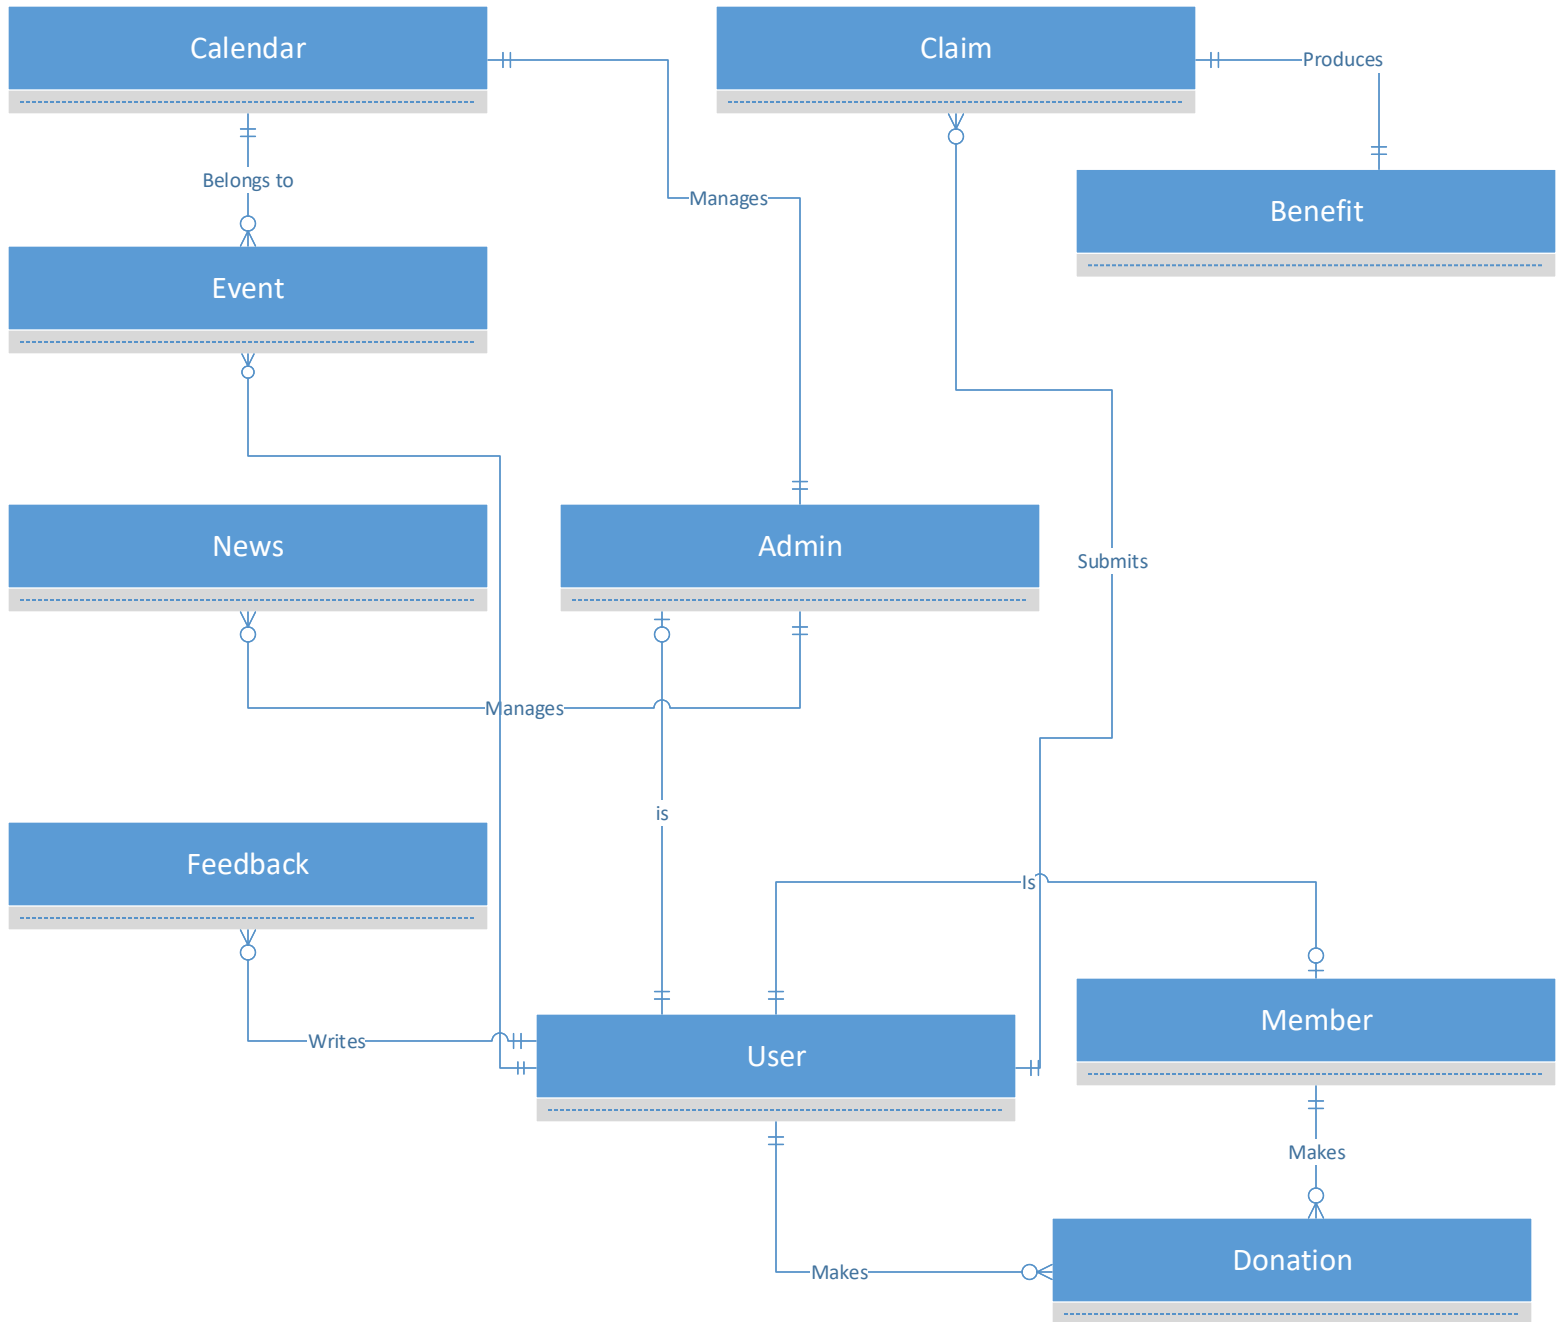 Calendar
Claim
Produces
Belongs to
Manages
Benefit
Event
News
Admin
Submits
Manages
is
Feedback
Is
Writes
User
Member
Makes
Makes
Donation